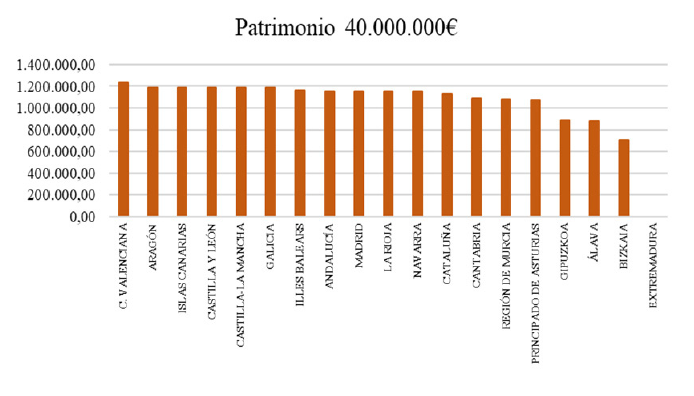 Patrimonio 40.000.000€
1.400.000,00
1.200.000,00
1.000.000,00
800.000,00
600.000,00
400.000,00
200.000,00
0,00
C. VALENCIANA
ARAGÓN
ISLAS CANARIAS
CASTILLA Y LEÓN
CASTILLA-LA MANCHA
GALICIA
ILLES BALEARS
ANDALUCÍA
MADRID
LA RIOJA
NAVARRA
CATALUÑA
CANTABRIA
REGIÓN DE MURCIA
PRINCIPADO DE ASTURIAS
GIPUZKOA
ÁLAVA
BIZKAIA
EXTREMADURA